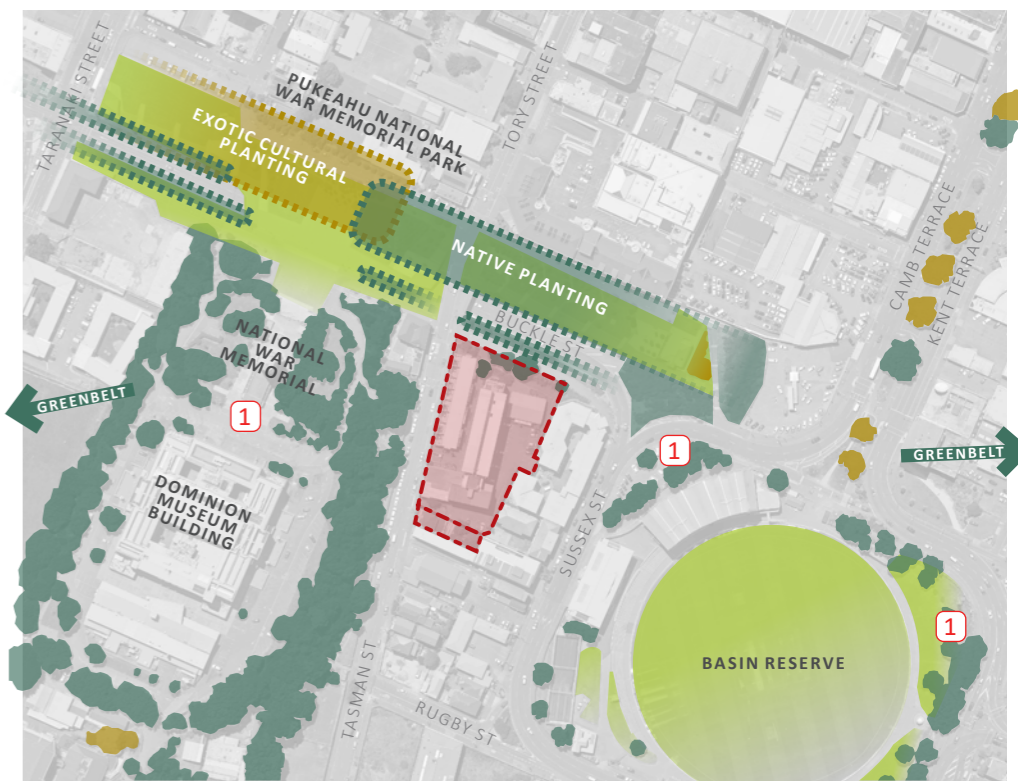 TARANAKI STREET
PUKEAHU NATIONAL
WAR MEMORIAL PARK
TORY STREET
EXOTIC CULTURAL
PLANTING
NATIVE PLANTING
CAMB TERRACE
KENT TERRACE
BUCKLE ST
NATIONAL
WAR
MEMORIAL
GREENBELT
1
1
GREENBELT
DOMINION
MUSEUM
BUILDING
SUSSEX ST
1
BASIN RESERVE
TASMAN ST
RUGBY ST